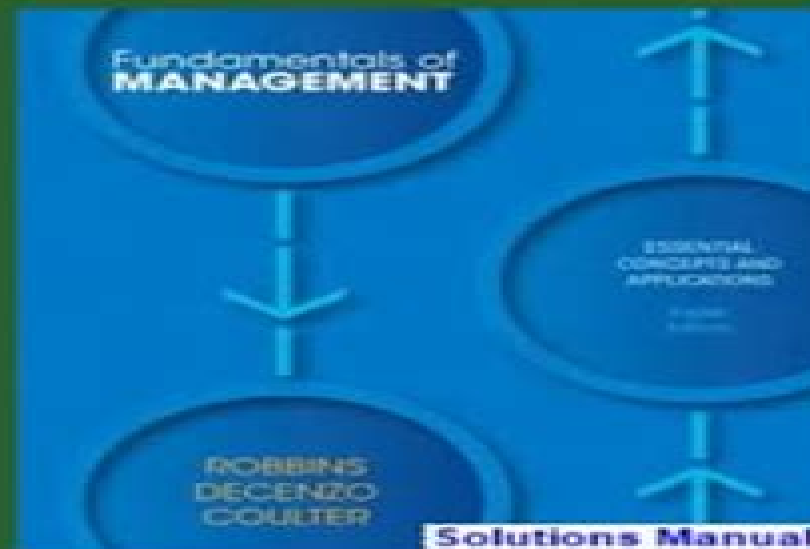 Fundamentals of
MANAGEMENT
ESSENTIAL
CONCEPTS AND
APPLICATIONS
ROBBINS
DECENZO
COULTER
Solutions Manual